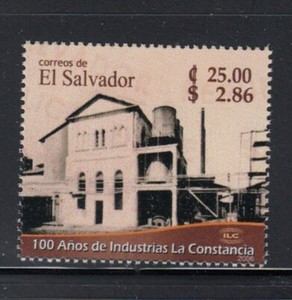 correos de
El Salvador
₡ 25.00
$ 2.86
ILC
100 Años de Industrias La Constancia
2006